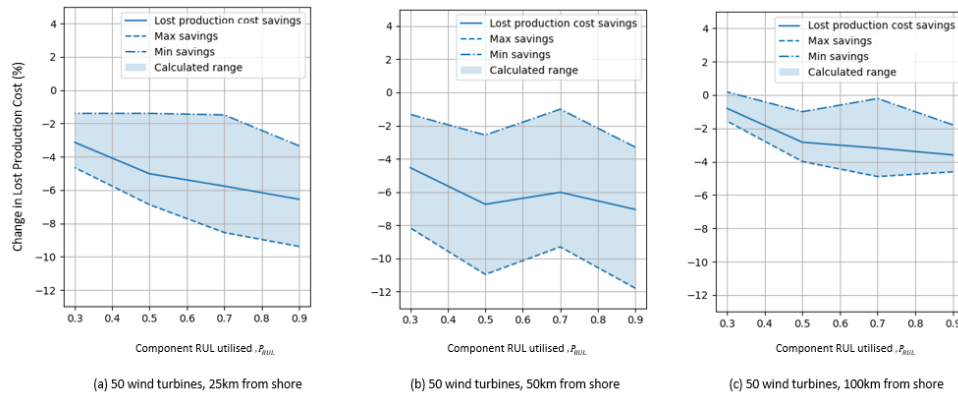 Lost production cost savings
Max savings
Min savings
Calculated range
4
2
0
−2
−4
−6
−8
−10
−12
Change in Lost Production Cost (%)
0.3 0.4 0.5 0.6 0.7 0.8 0.9
Component RUL utilised ,P_RUL
(a) 50 wind turbines, 25km from shore
Lost production cost savings
Max savings
Min savings
Calculated range
4
2
0
−2
−4
−6
−8
−10
−12
0.3 0.4 0.5 0.6 0.7 0.8 0.9
Component RUL utilised ,P_RUL
(b) 50 wind turbines, 50km from shore
Lost production cost savings
Max savings
Min savings
Calculated range
4
2
0
−2
−4
−6
−8
−10
−12
0.3 0.4 0.5 0.6 0.7 0.8 0.9
Component RUL utilised ,P_RUL
(c) 50 wind turbines, 100km from shore